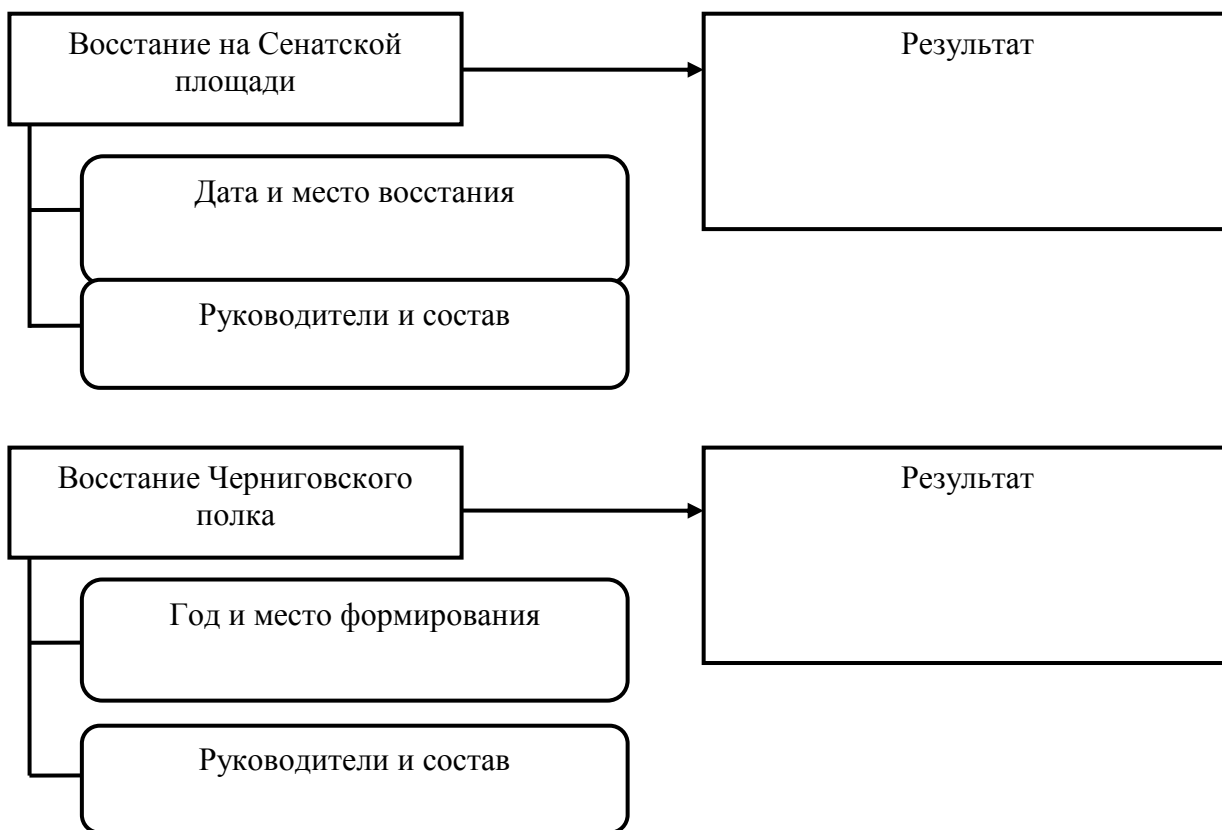 Восстание на Сенатской
площади
Результат
Дата и место восстания
Руководители и состав
Восстание Черниговского
полка
Результат
Год и место формирования
Руководители и состав